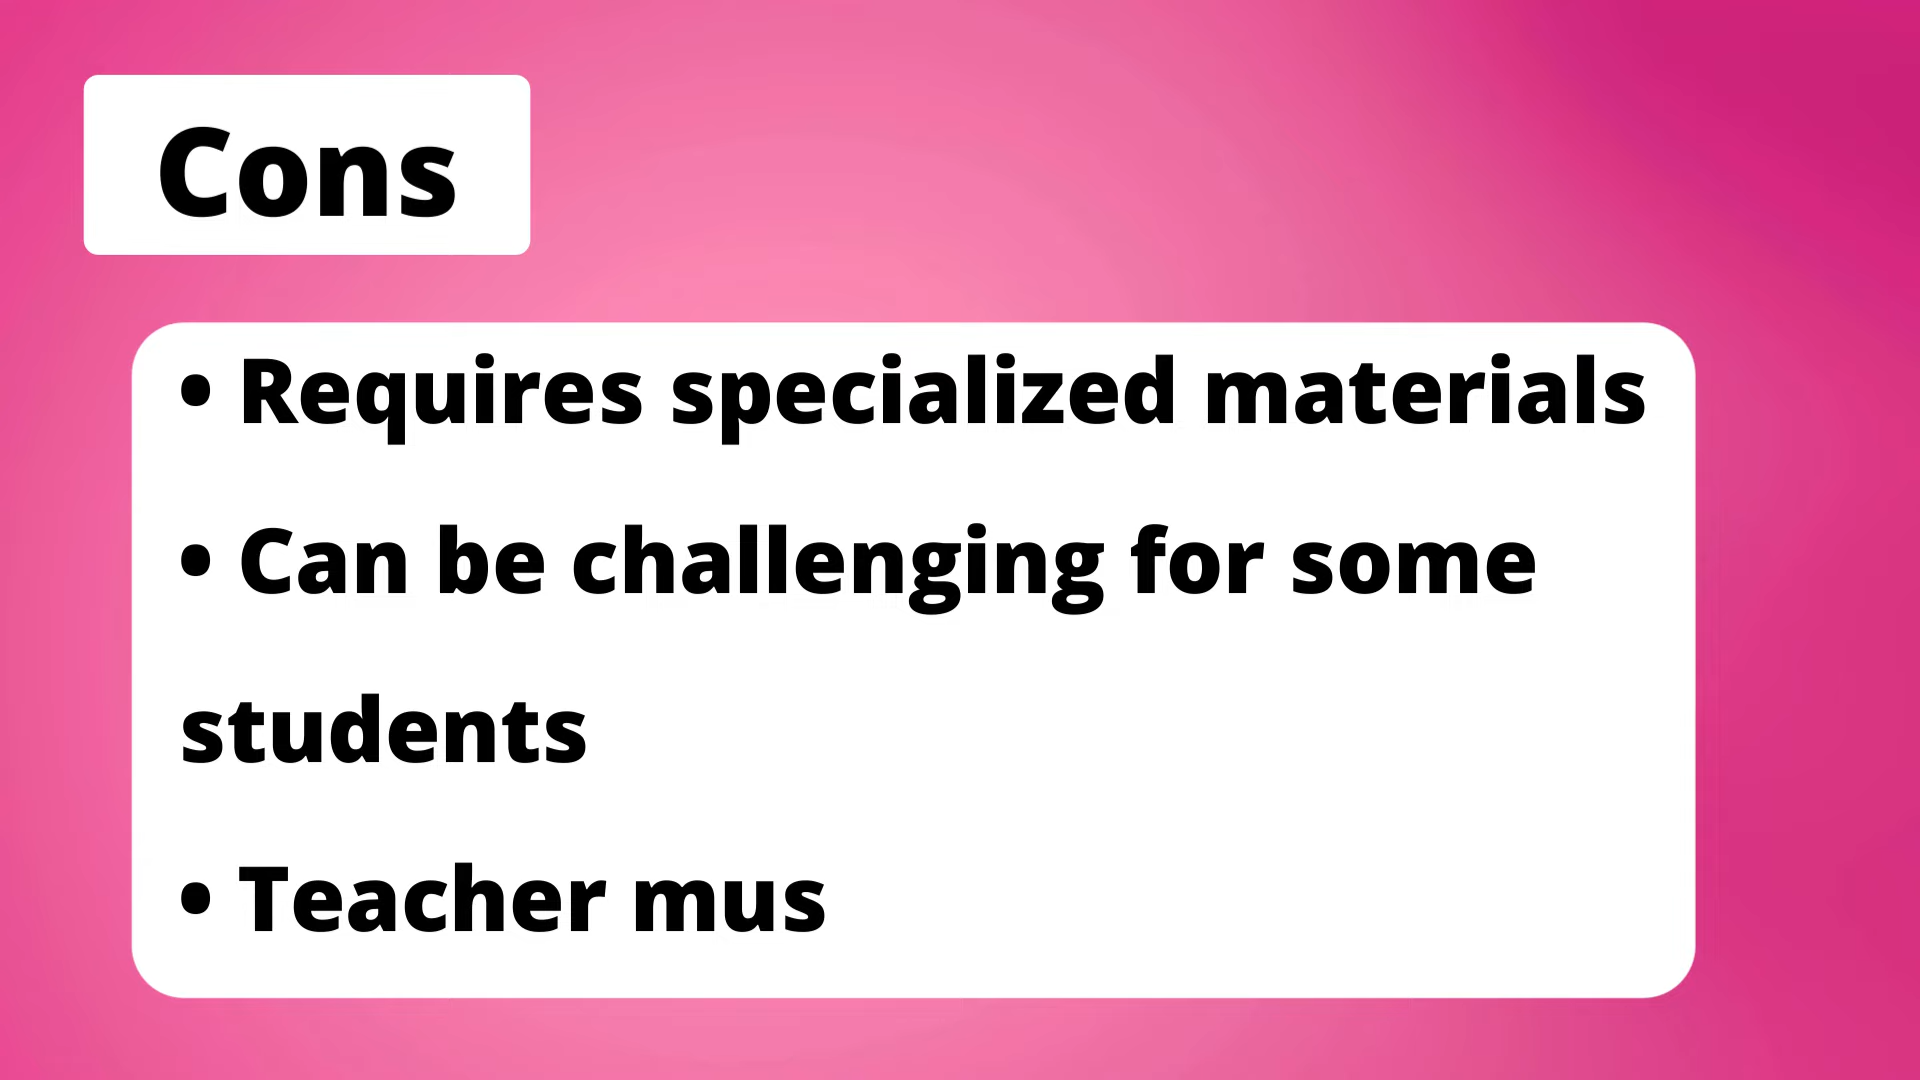 Cons
• Requires specialized materials
• Can be challenging for some
students
• Teacher mus